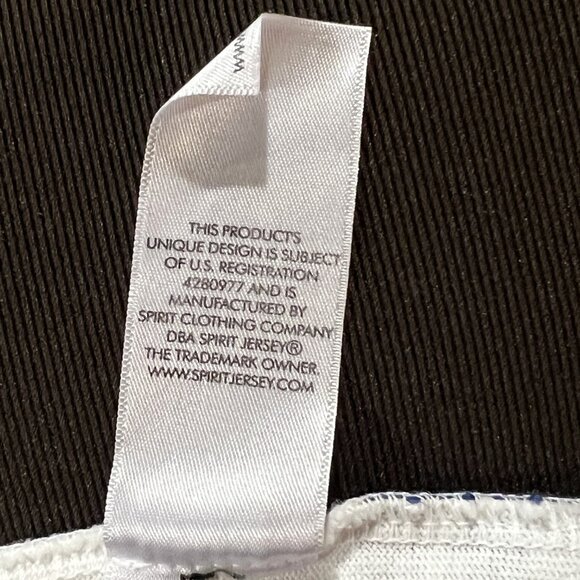 THIS PRODUCT'S
UNIQUE DESIGN IS SUBJECT
OF U.S. REGISTRATION
4280977 AND IS
MANUFACTURED BY
SPIRIT CLOTHING COMPANY
DBA SPIRIT JERSEY®
THE TRADEMARK OWNER
WWW.SPIRITJERSEY.COM